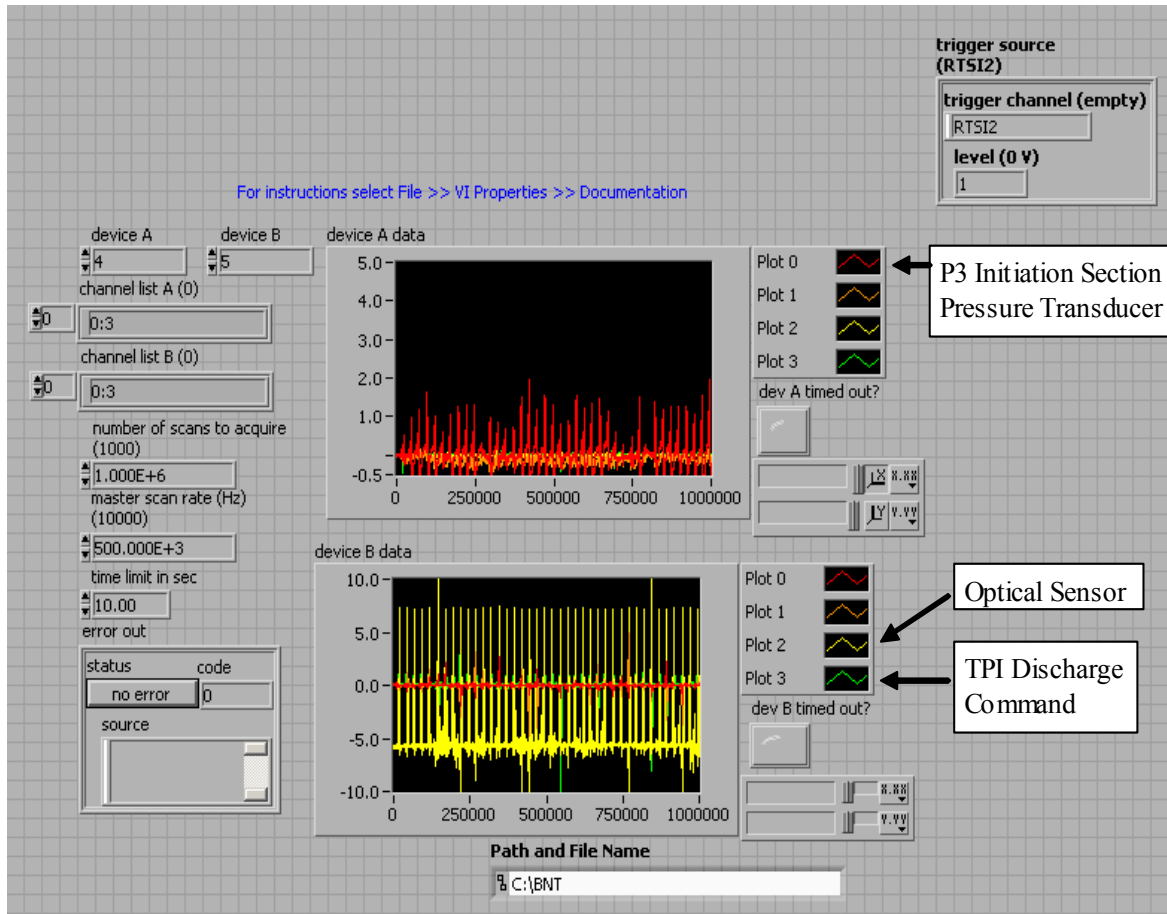 trigger source
(RTSI2)
trigger channel (empty)
RTSI2
level (0 V)
1
For instructions select File >> VI Properties >> Documentation
device A
4
device B
5
channel list A (0)
0
0:3
channel list B (0)
0
0:3
number of scans to acquire
(1000)
1.000E+6
master scan rate (Hz)
(10000)
500.000E+3
time limit in sec
10.00
error out
status
code
no error
0
source
device A data
5.0
4.0
3.0
2.0
1.0
-0.5
0
250000
500000
750000
1000000
Plot 0
Plot 1
Plot 2
Plot 3
P3 Initiation Section
Pressure Transducer
dev A timed out?
X
X.XX
Y
Y.YY
device B data
10.0
5.0
0.0
-5.0
-10.0
0
250000
500000
750000
1000000
Plot 0
Plot 1
Plot 2
Plot 3
Optical Sensor
TPI Discharge
Command
dev B timed out?
X.XX
Y.YY
Path and File Name
C:\BNT